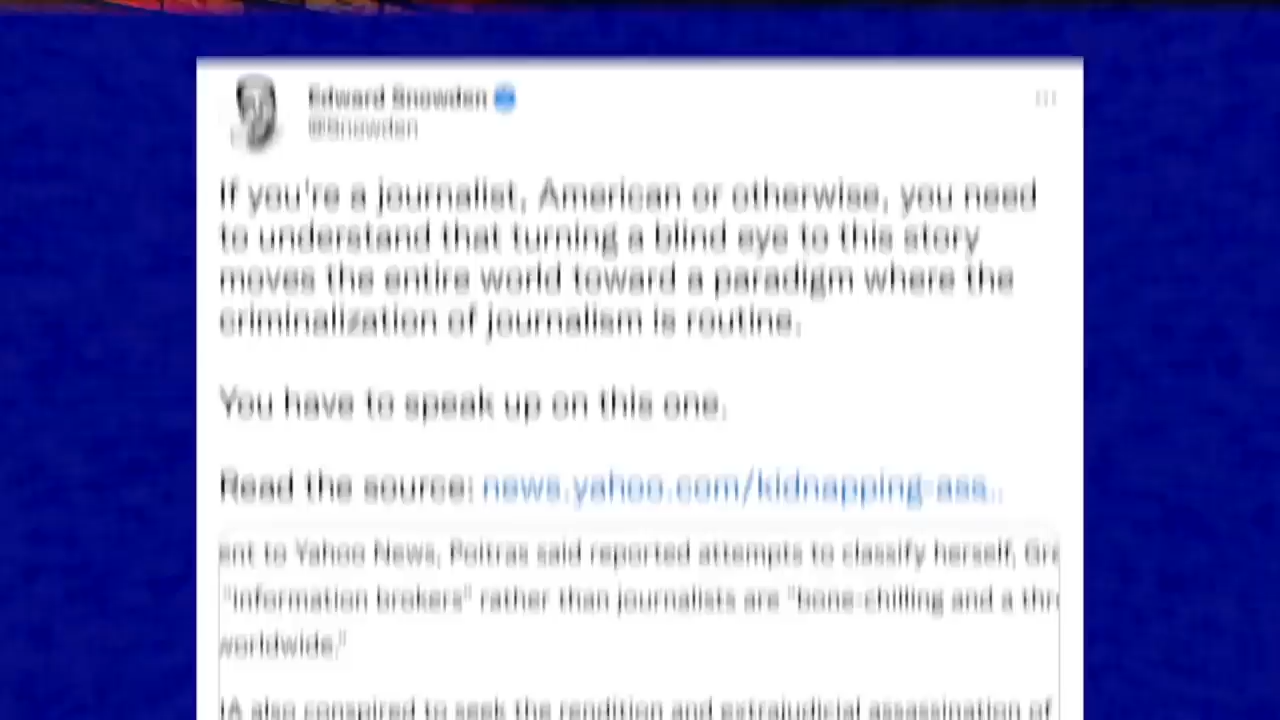 Edward Snowden
@Snowden
If you're a journalist, American or otherwise, you need
to understand that turning a blind eye to this story
moves the entire world toward a paradigm where the
criminalization of journalism is routine.
You have to speak up on this one.
Read the source: news.yahoo.com/kidnapping-ass..
ent to Yahoo News, Poitras said reported attempts to classify herself, Gre
"information brokers" rather than journalists are "bone-chilling and a thre
worldwide."
IA also conspired to seek the rendition and extrajudicial assassination of